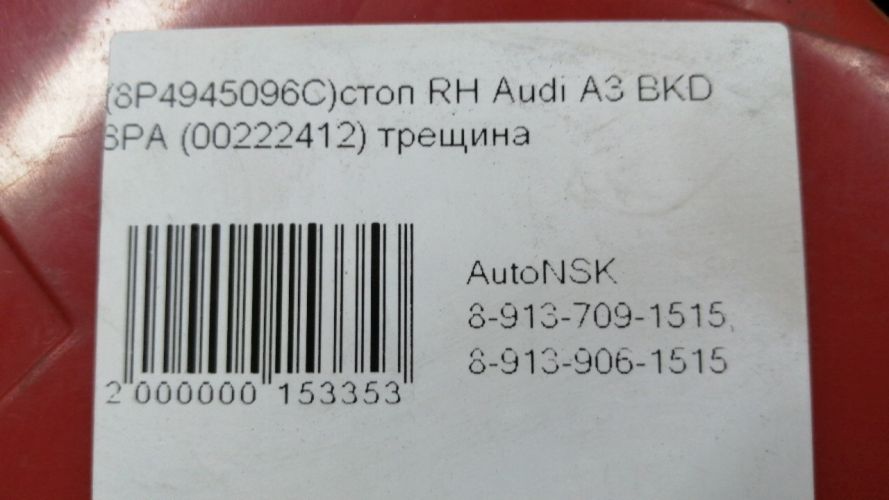 (8P4945096C)стоп RH Audi A3 BKD
8PA (00222412) трещина
AutoNSK
8-913-709-1515,
8-913-906-1515
2 000000 153353